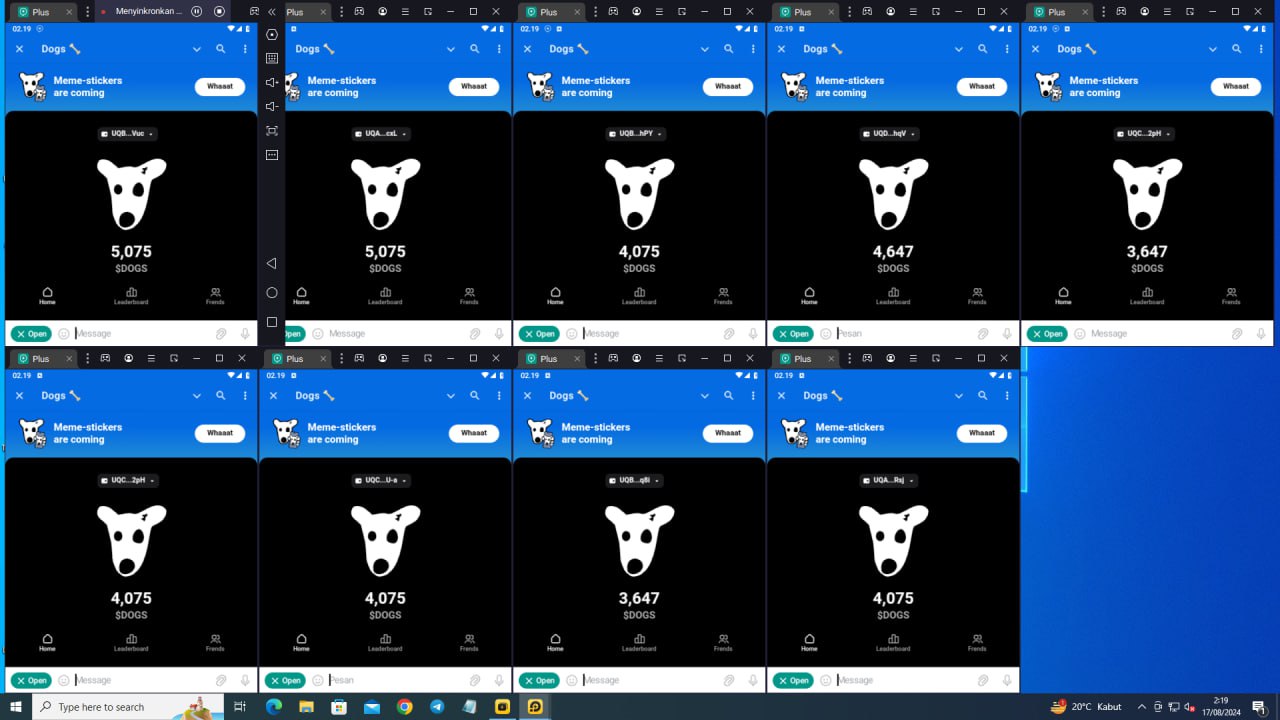 Plus
Menyinkronkan ...
02.19
Dogs
Meme-stickers
are coming
Whaaat
UQB...Vuc
5,075
$DOGS
Home
Leaderboard
Frends
Open
Message
Plus
Dogs
Meme-stickers
are coming
Whaaat
UQA...cxL
5,075
$DOGS
Home
Leaderboard
Frends
Open
Message
Plus
02.19
Dogs
Meme-stickers
are coming
Whaaat
UQB...hPY
4,075
$DOGS
Home
Leaderboard
Frends
Open
Message
Plus
02.19
Dogs
Meme-stickers
are coming
Whaaat
UQD...hqV
4,647
$DOGS
Home
Leaderboard
Frends
Open
Pesan
Plus
02.19
Dogs
Meme-stickers
are coming
Whaaat
UQC...2pH
3,647
$DOGS
Home
Leaderboard
Frends
Open
Message
Plus
02.19
Dogs
Meme-stickers
are coming
Whaaat
UQC...2pH
4,075
$DOGS
Home
Leaderboard
Frends
Open
Message
Plus
02.19
Dogs
Meme-stickers
are coming
Whaaat
UQC...U-a
4,075
$DOGS
Home
Leaderboard
Frends
Open
Pesan
Plus
02.19
Dogs
Meme-stickers
are coming
Whaaat
3,647
$DOGS
Home
Leaderboard
Frends
Open
Message
Plus
02.19
Dogs
Meme-stickers
are coming
Whaaat
UQA...Rsj
4,075
$DOGS
Home
Leaderboard
Frends
Open
Message
Type here to search
20°C Kabut
2:19
17/08/2024